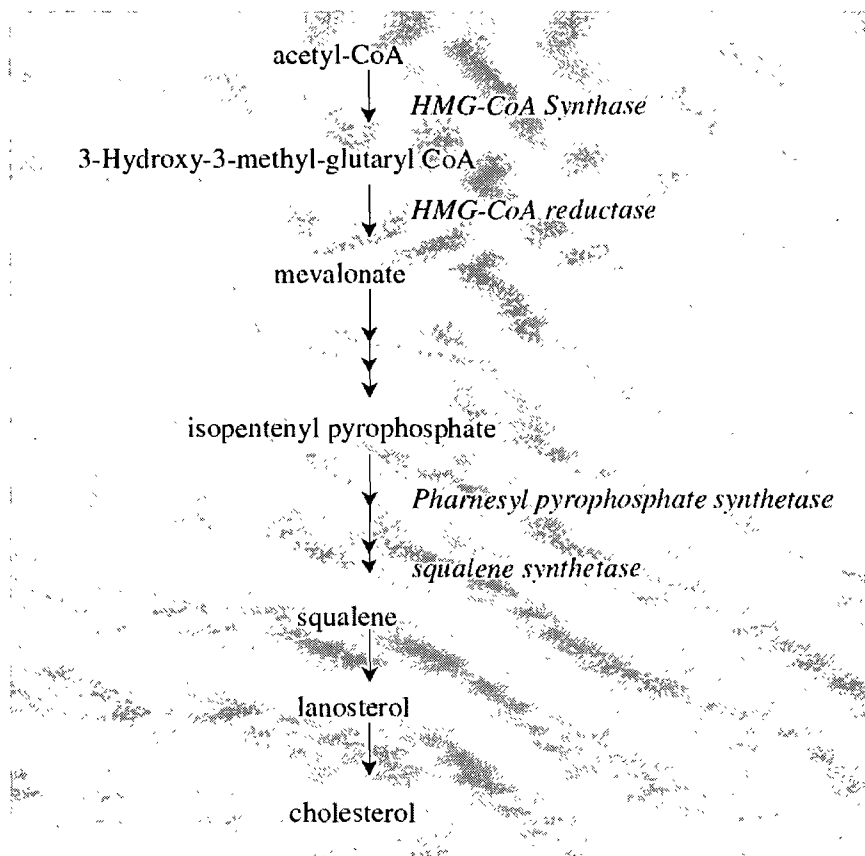 acetyl-CoA
HMG-CoA Synthase
3-Hydroxy-3-methyl-glutaryl CoA
HMG-CoA reductase
mevalonate
isopentenyl pyrophosphate
Pharnesyl pyrophosphate synthetase
squalene synthetase
squalene
lanosterol
cholesterol